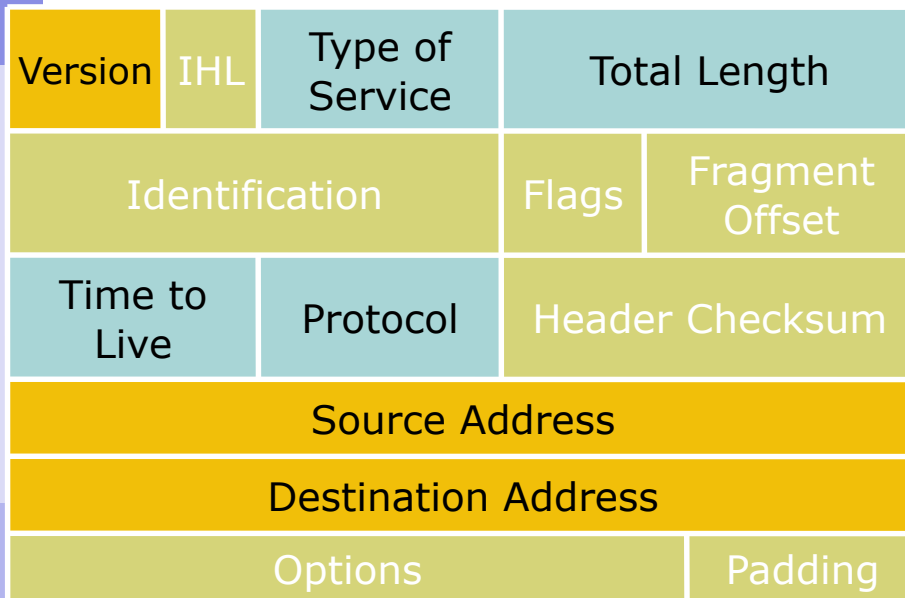 Version IHL Type of Service Total Length
Identification Flags Fragment Offset
Time to Live Protocol Header Checksum
Source Address
Destination Address
Options Padding